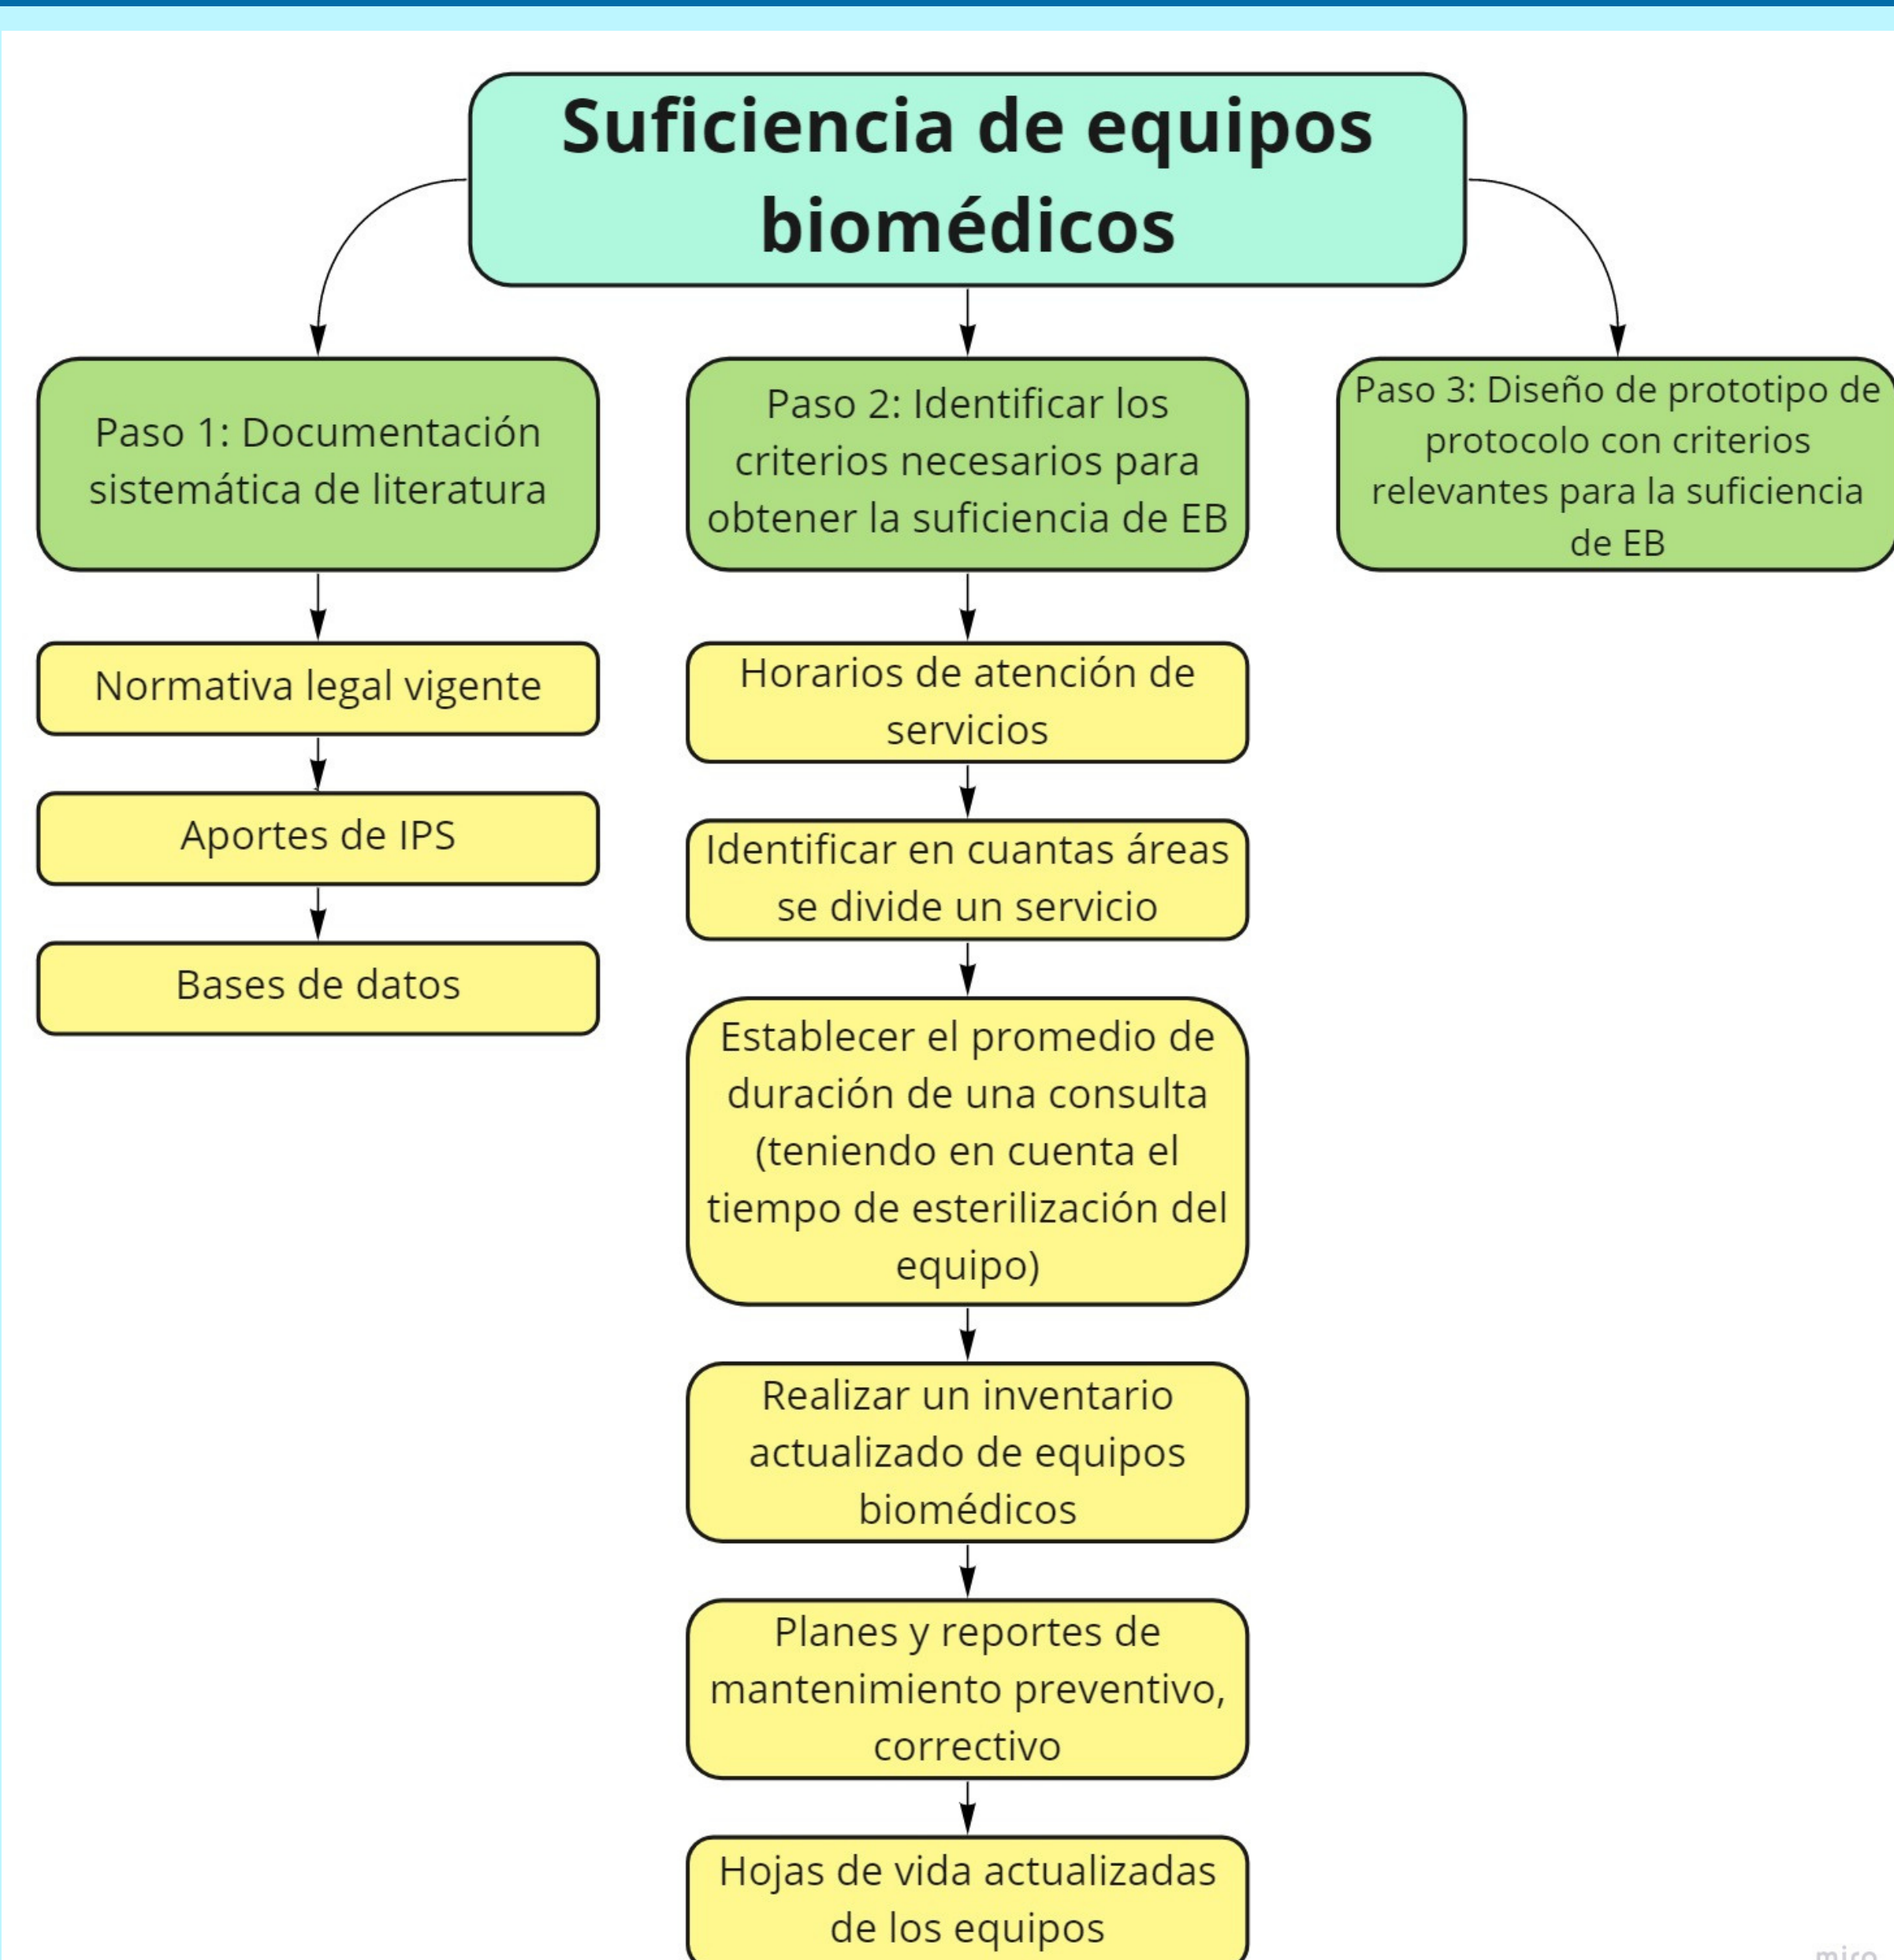 Suficiencia de equipos
biomédicos
Paso 1: Documentación
sistemática de literatura
Normativa legal vigente
Aportes de IPS
Bases de datos
Paso 2: Identificar los
criterios necesarios para
obtener la suficiencia de EB
Horarios de atención de
servicios
Identificar en cuantas áreas
se divide un servicio
Establecer el promedio de
duración de una consulta
(teniendo en cuenta el
tiempo de esterilización del
equipo)
Realizar un inventario
actualizado de equipos
biomédicos
Planes y reportes de
mantenimiento preventivo,
correctivo
Hojas de vida actualizadas
de los equipos
Paso 3: Diseño de prototipo de
protocolo con criterios
relevantes para la suficiencia
de EB
miro